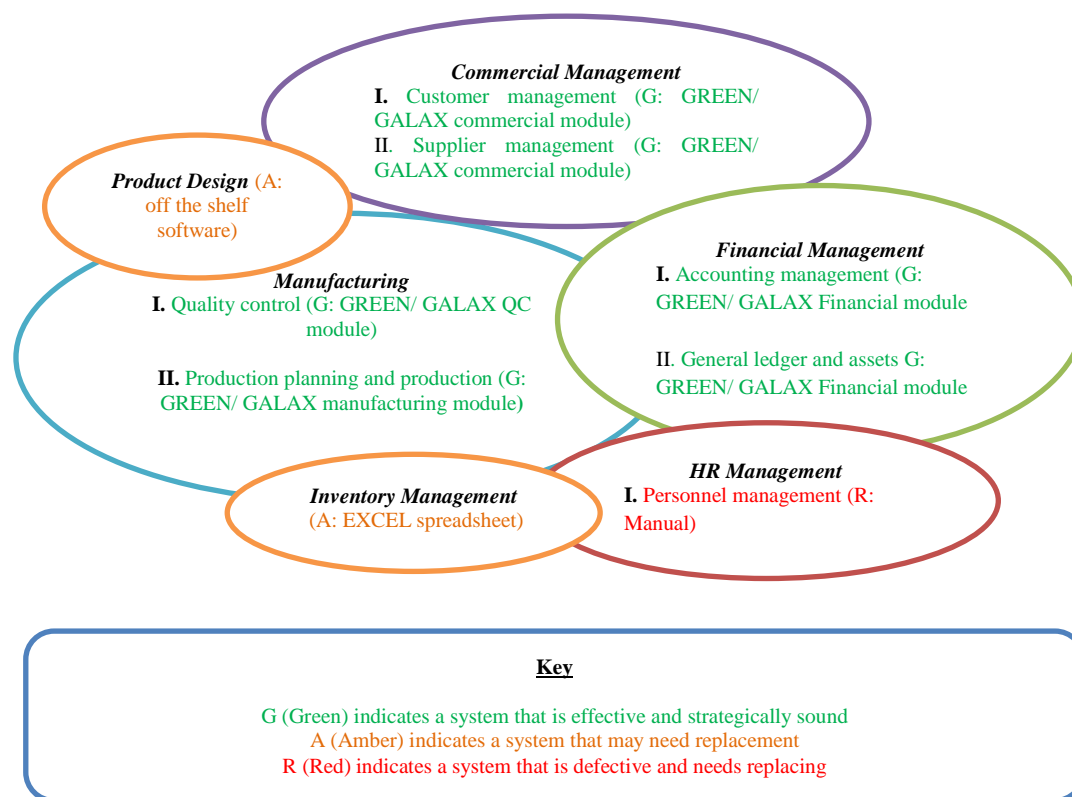 Commercial Management
I. Customer management (G: GREEN/
GALAX commercial module)
II. Supplier management (G: GREEN/
GALAX commercial module)
Product Design (A:
off the shelf
software)
Financial Management
I. Accounting management (G:
GREEN/ GALAX Financial module
II. General ledger and assets G:
GREEN/ GALAX Financial module
Manufacturing
I. Quality control (G: GREEN/ GALAX QC
module)
II. Production planning and production (G:
GREEN/ GALAX manufacturing module)
HR Management
I. Personnel management (R:
Manual)
Inventory Management
(A: EXCEL spreadsheet)
Key
G (Green) indicates a system that is effective and strategically sound
A (Amber) indicates a system that may need replacement
R (Red) indicates a system that is defective and needs replacing